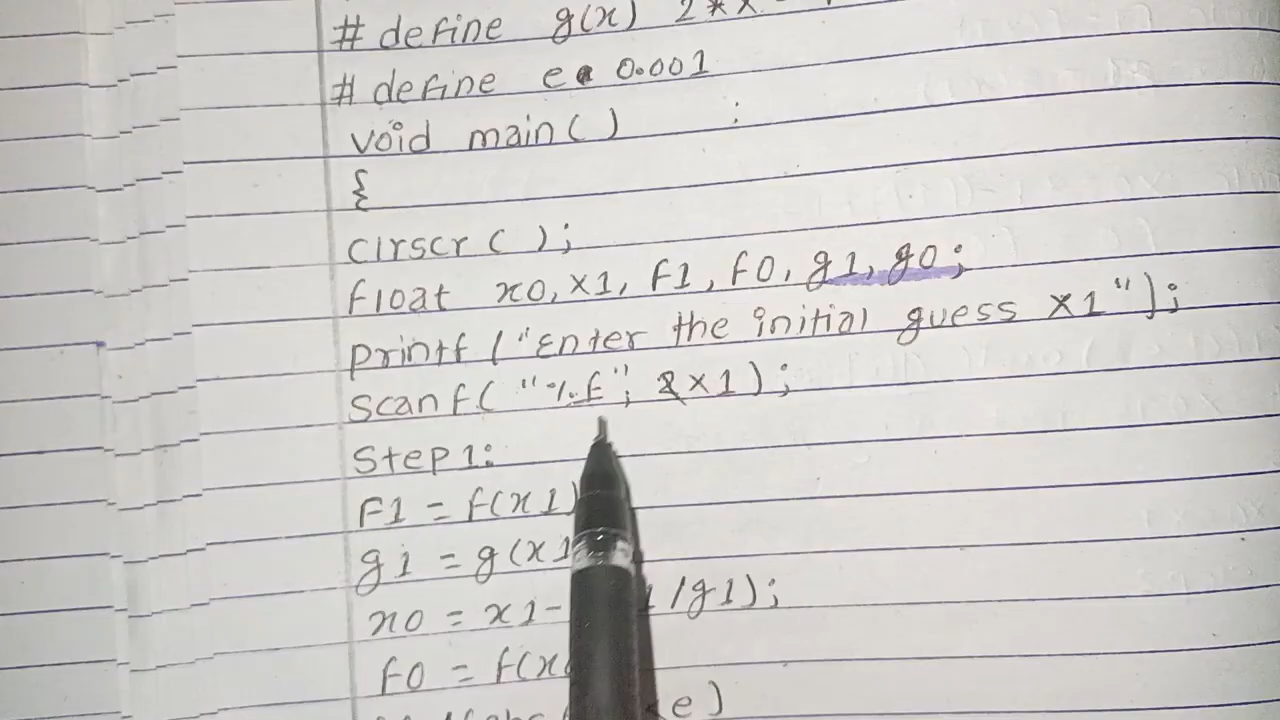 # define g(x) 2*x
# define e 0.001
void main( )
{
clrscr ( );
float x0, x1, f1, f0, g1, g0;
printf ("Enter the initial guess x1");
scanf( "%f", &x1);
Step1:
F1 = f(x1)
g1 = g(x1
x0 = x1- 1/g1);
f0 = f(x
e)